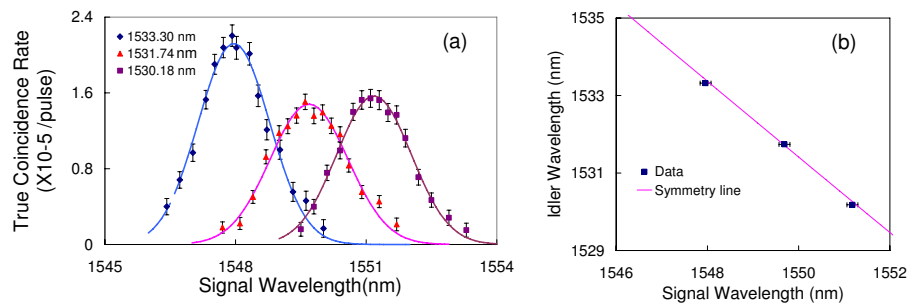 True Coincidence Rate
(X10-5 /pulse)
2.4
1.6
0.8
0
1533.30 nm
1531.74 nm
1530.18 nm
(a)
1545
1548
1551
1554
Signal Wavelength(nm)
Idler Wavelength (nm)
1535
1533
1531
1529
(b)
Data
Symmetry line
1546
1548
1550
1552
Signal Wavelength (nm)